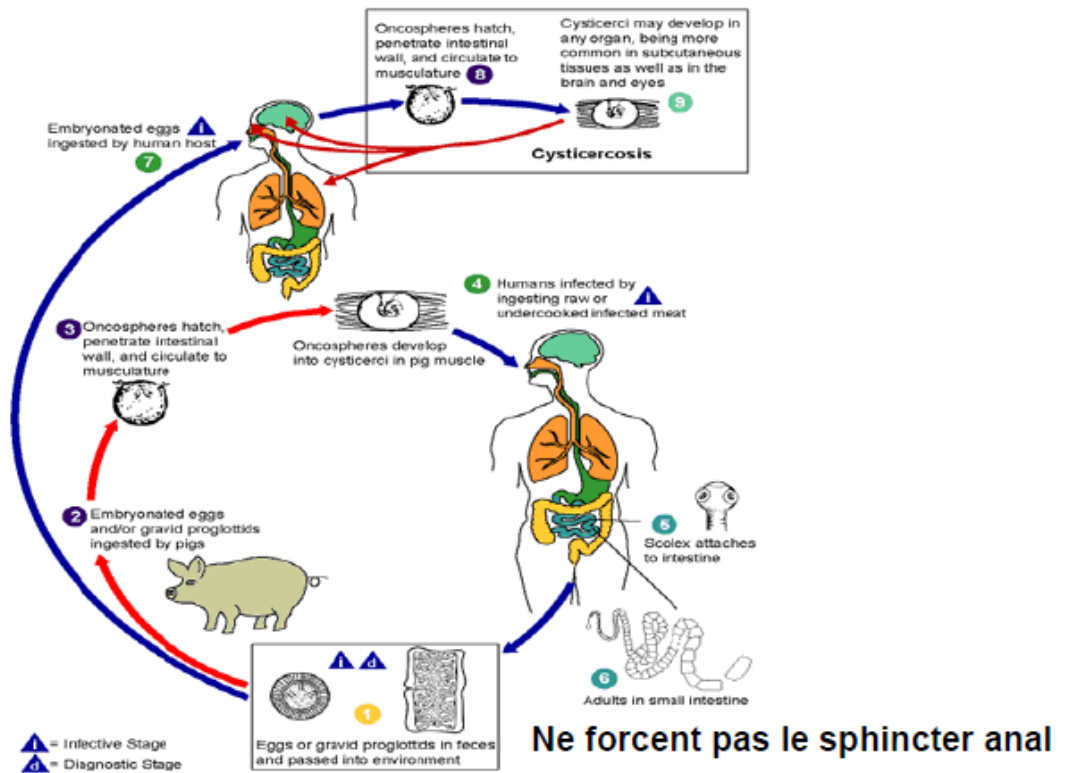 Oncospheres hatch,
penetrate intestinal
wall, and circulate to
musculature 8
Cysticerci may develop in
any organ, being more
common in subcutaneous
tissues as well as in the
brain and eyes
9
Cysticercosis
Embryonated eggs i
ingested by human host
7
3 Oncospheres hatch,
penetrate intestinal
wall, and circulate to
musculature
Oncospheres develop
into cysticerci in pig muscle
4 Humans infected by
ingesting raw or i
undercooked infected meat
2 Embryonated eggs
and/or gravid proglottids
ingested by pigs
5
Scolex attaches
to intestine
6
Adults in small intestine
i d
1
Eggs or gravid proglottids in feces
and passed into environment
i = Infective Stage
d = Diagnostic Stage
Ne forcent pas le sphincter anal